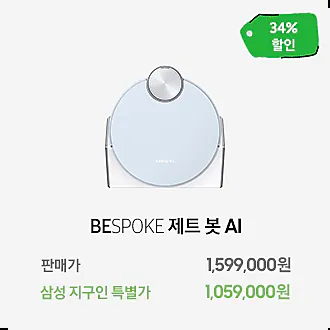 34%
할인
SAMSUNG
BESPOKE 제트 봇 AI
판매가 1,599,000원
삼성 지구인 특별가 1,059,000원